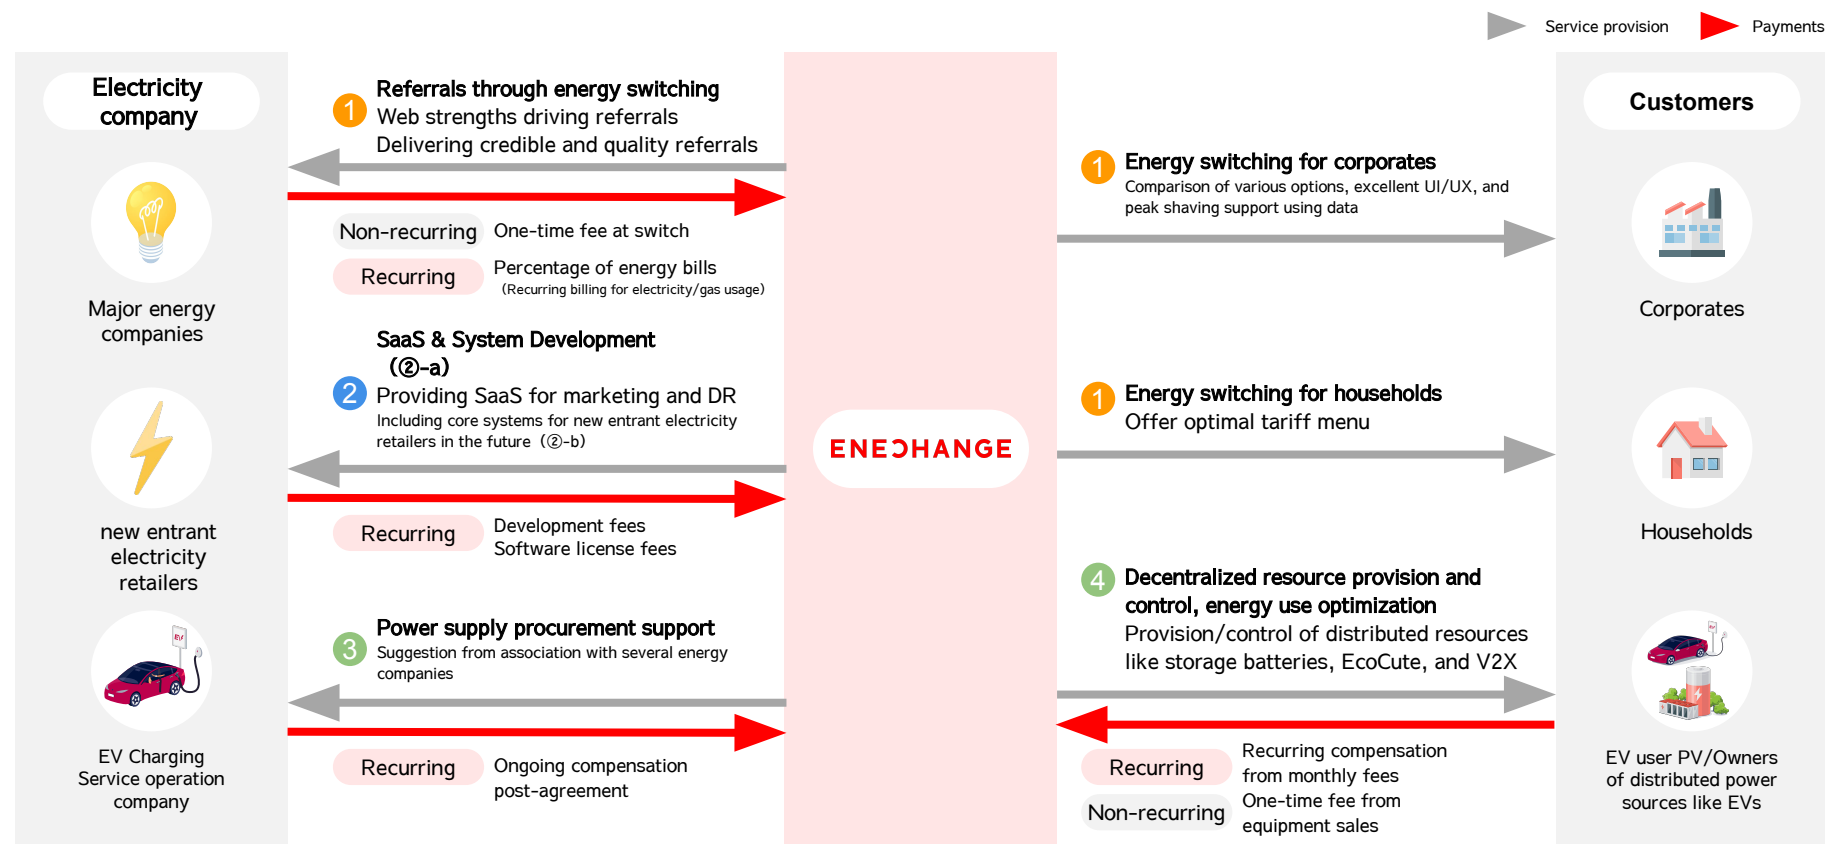 Service provision
Payments
Electricity
company
Major energy
companies
new entrant
electricity
retailers
EV
EV Charging
Service operation
company
1
Referrals through energy switching
Web strengths driving referrals
Delivering credible and quality referrals
Non-recurring
One-time fee at switch
Recurring
Percentage of energy bills
(Recurring billing for electricity/gas usage)
2
SaaS & System Development
(②-a)
Providing SaaS for marketing and DR
Including core systems for new entrant electricity
retailers in the future (②-b)
Recurring
Development fees
Software license fees
3
Power supply procurement support
Suggestion from association with several energy
companies
Recurring
Ongoing compensation
post-agreement
ENECHANGE
1
Energy switching for corporates
Comparison of various options, excellent UI/UX, and
peak shaving support using data
1
Energy switching for households
Offer optimal tariff menu
4
Decentralized resource provision and
control, energy use optimization
Provision/control of distributed resources
like storage batteries, EcoCute, and V2X
Recurring
Recurring compensation
from monthly fees
Non-recurring
One-time fee from
equipment sales
Customers
Corporates
Households
EV user PV/Owners
of distributed power
sources like EVs